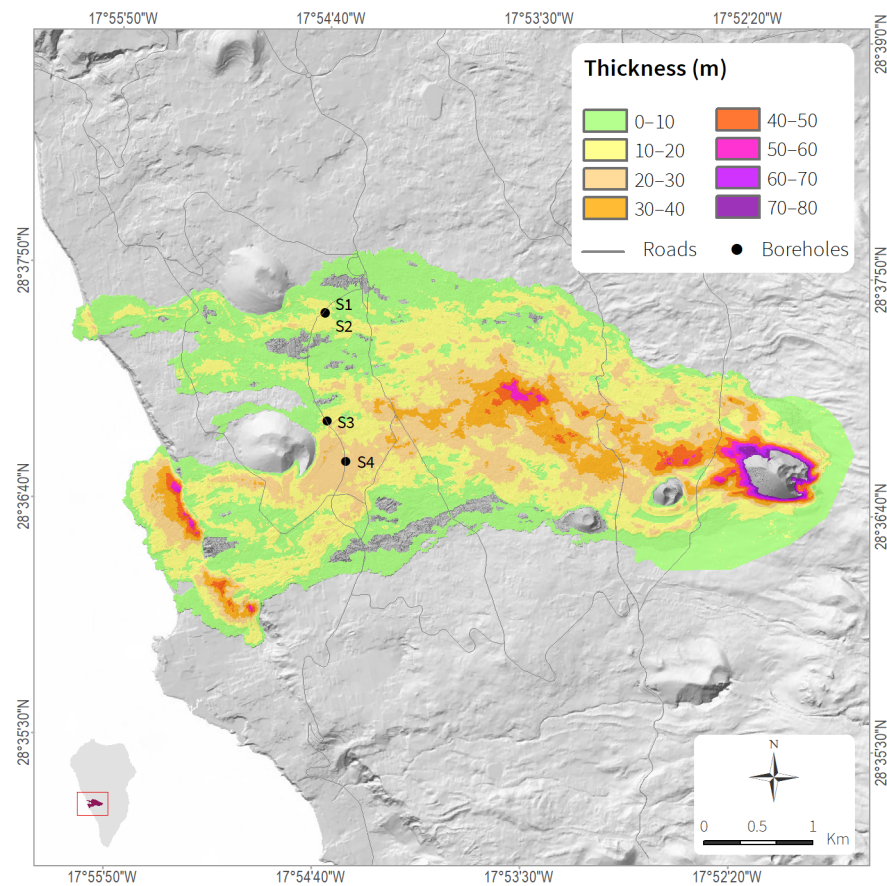 17°55'50"W 17°54'40"W 17°53'30"W 17°52'20"W
28°39'0"N
Thickness (m)
0–10 40–50
10–20 50–60
20–30 60–70
30–40 70–80
Roads Boreholes
28°37'50"N 28°37'50"N
S1
S2
S3
S4
28°36'40"N 28°36'40"N
28°35'30"N 28°35'30"N
N
0 0.5 1 Km
17°55'50"W 17°54'40"W 17°53'30"W 17°52'20"W